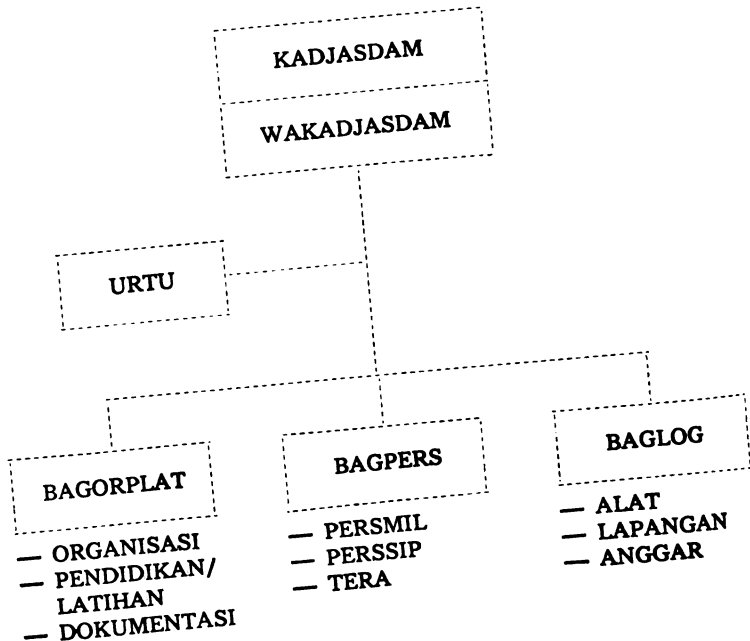 KADJASDAM
WAKADJASDAM
URTU
BAGORPLAT
— ORGANISASI
— PENDIDIKAN/
LATIHAN
— DOKUMENTASI
BAGPERS
— PERSMIL
— PERSSIP
— TERA
BAGLOG
— ALAT
— LAPANGAN
— ANGGAR